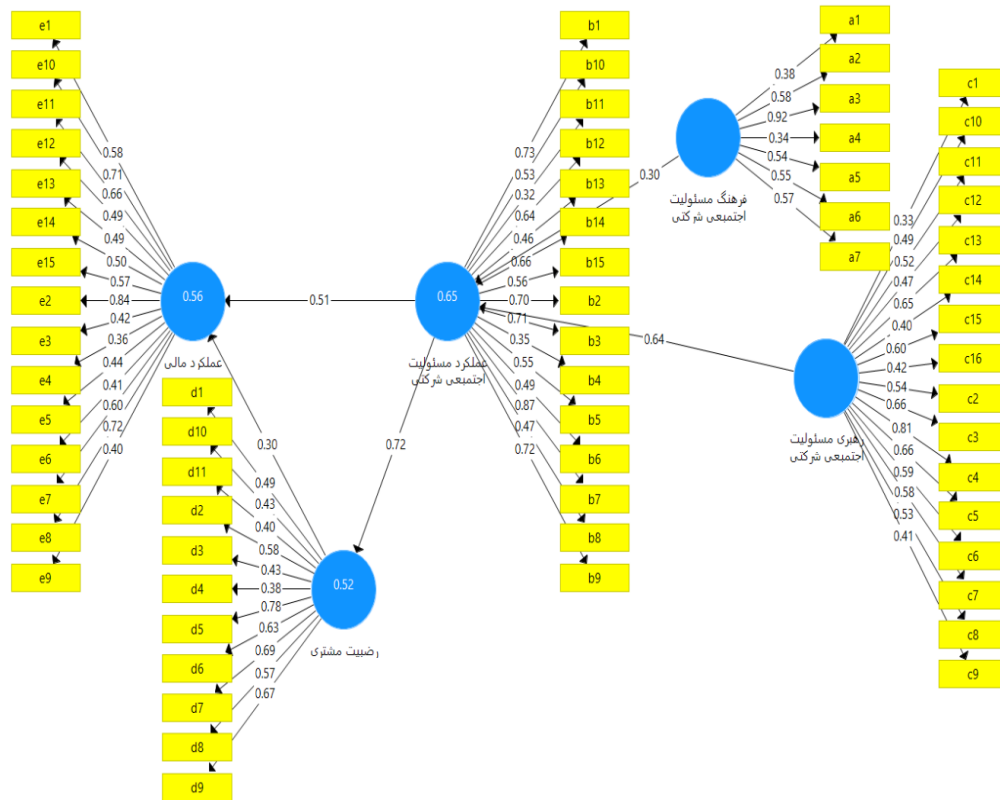 e1
e10
e11
e12
e13
e14
e15
e2
e3
e4
e5
e6
e7
e8
e9
0.58
0.71
0.66
0.49
0.49
0.50
0.57
0.84
0.42
0.36
0.44
0.41
0.60
0.72
0.40
0.56
عملکرد مالی
0.51
0.30
d1
d10
d11
d2
d3
d4
d5
d6
d7
d8
d9
0.49
0.43
0.40
0.58
0.43
0.38
0.78
0.63
0.69
0.57
0.67
0.52
رضبیت مشتری
0.72
0.65
عملکرد مسئولیت
اجتمبعی شرکتی
0.73
0.53
0.32
0.64
0.46
0.66
0.56
0.70
0.71
0.35
0.55
0.49
0.87
0.47
0.72
b1
b10
b11
b12
b13
b14
b15
b2
b3
b4
b5
b6
b7
b8
b9
0.30
فرهنگ مسئولیت
اجتمبعی شرکتی
0.38
0.58
0.92
0.34
0.54
0.55
0.57
a1
a2
a3
a4
a5
a6
a7
0.64
رهبری مسئولیت
اجتمبعی شرکتی
0.33
0.49
0.52
0.47
0.65
0.40
0.60
0.42
0.54
0.66
0.81
0.66
0.59
0.58
0.53
0.41
c1
c10
c11
c12
c13
c14
c15
c16
c2
c3
c4
c5
c6
c7
c8
c9